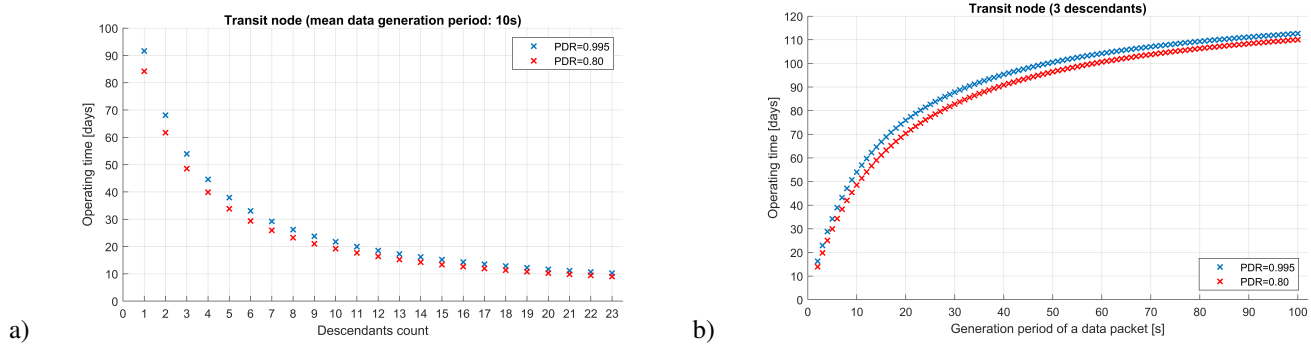 Transit node (mean data generation period: 10s)
100
90
80
70
60
50
40
30
20
10
0
Operating time [days]
PDR=0.995
PDR=0.80
0 1 2 3 4 5 6 7 8 9 10 11 12 13 14 15 16 17 18 19 20 21 22 23
Descendants count
a)
Transit node (3 descendants)
120
110
100
90
80
70
60
50
40
30
20
10
0
Operating time [days]
PDR=0.995
PDR=0.80
0 10 20 30 40 50 60 70 80 90 100
Generation period of a data packet [s]
b)